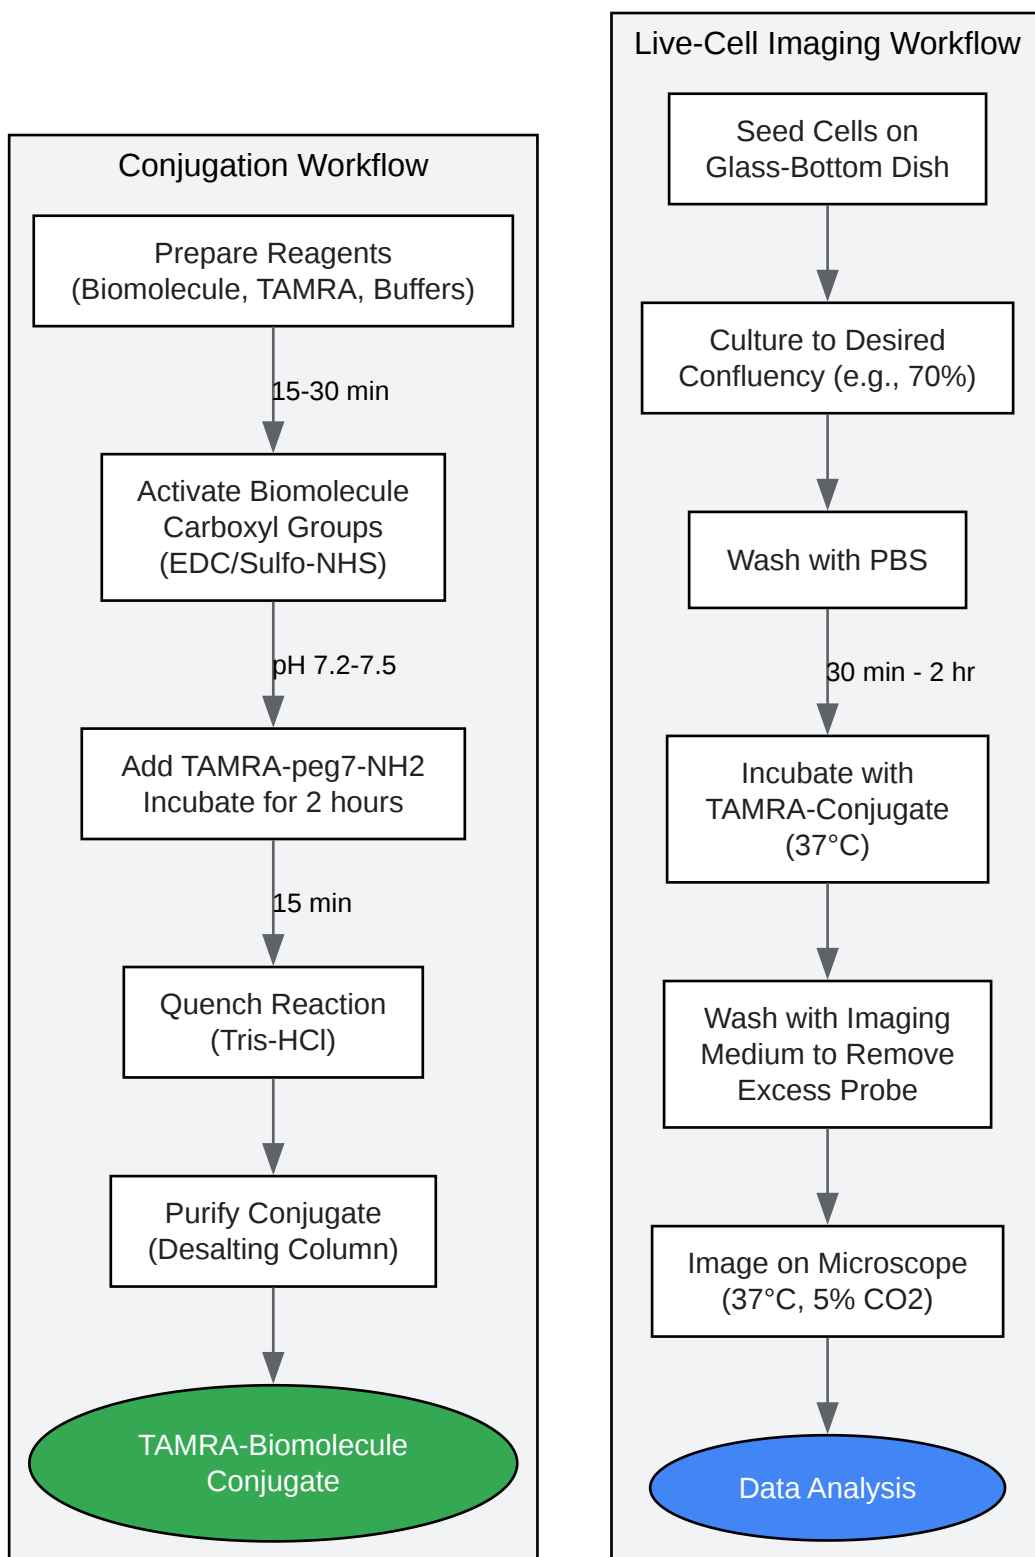 Conjugation Workflow
Prepare Reagents
(Biomolecule, TAMRA, Buffers)
15-30 min
Activate Biomolecule
Carboxyl Groups
(EDC/Sulfo-NHS)
pH 7.2-7.5
Add TAMRA-peg7-NH2
Incubate for 2 hours
15 min
Quench Reaction
(Tris-HCl)
Purify Conjugate
(Desalting Column)
TAMRA-Biomolecule
Conjugate
Live-Cell Imaging Workflow
Seed Cells on
Glass-Bottom Dish
Culture to Desired
Confluency (e.g., 70%)
Wash with PBS
30 min - 2 hr
Incubate with
TAMRA-Conjugate
(37°C)
Wash with Imaging
Medium to Remove
Excess Probe
Image on Microscope
(37°C, 5% CO2)
Data Analysis